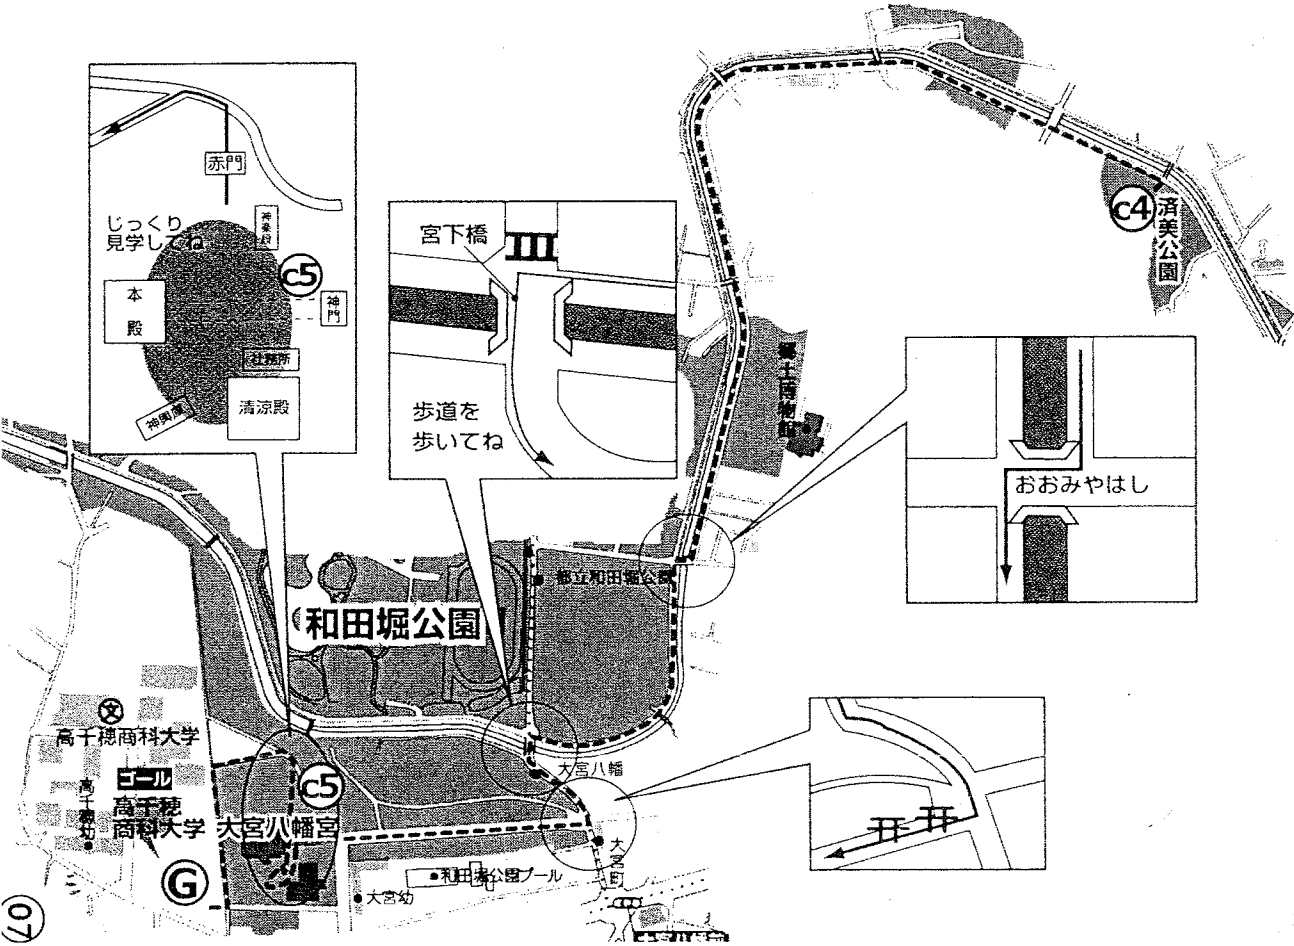 赤門
じっくり
見学してね
神楽殿
c5
神門
本
殿
社務所
清涼殿
神輿庫
宮下橋
歩道を
歩いてね
c4
済美公園
郷土博物館
おおみやはし
都立和田堀公園
和田堀公園
文
高千穂商科大学
ゴール
高千穂
商科大学
高千穂幼
c5
大宮八幡
大宮八幡宮
大宮町
和田堀公園プール
大宮幼
G
07